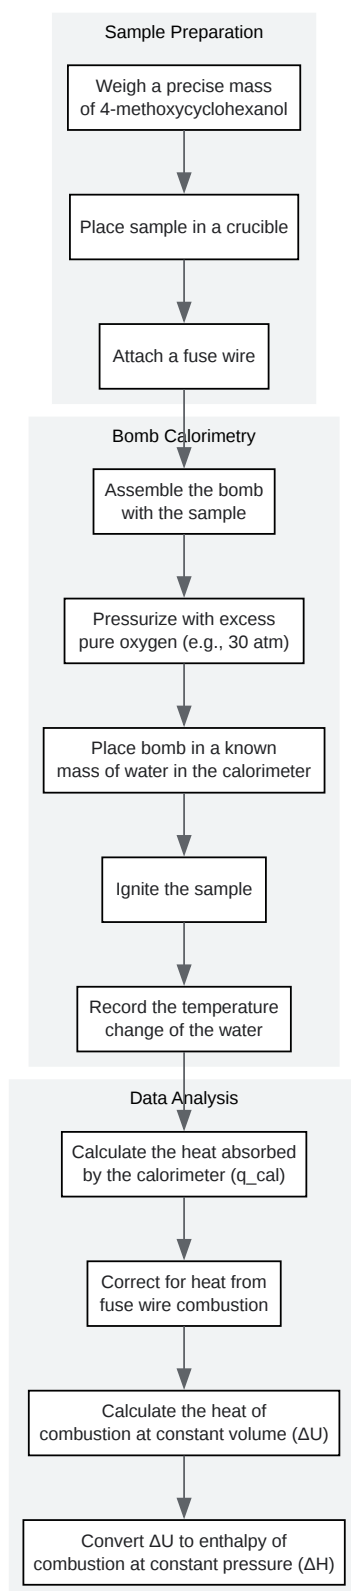 Sample Preparation
Weigh a precise mass
of 4-methoxycyclohexanol
Place sample in a crucible
Attach a fuse wire
Bomb Calorimetry
Assemble the bomb
with the sample
Pressurize with excess
pure oxygen (e.g., 30 atm)
Place bomb in a known
mass of water in the calorimeter
Ignite the sample
Record the temperature
change of the water
Data Analysis
Calculate the heat absorbed
by the calorimeter (q_cal)
Correct for heat from
fuse wire combustion
Calculate the heat of
combustion at constant volume (ΔU)
Convert ΔU to enthalpy of
combustion at constant pressure (ΔH)